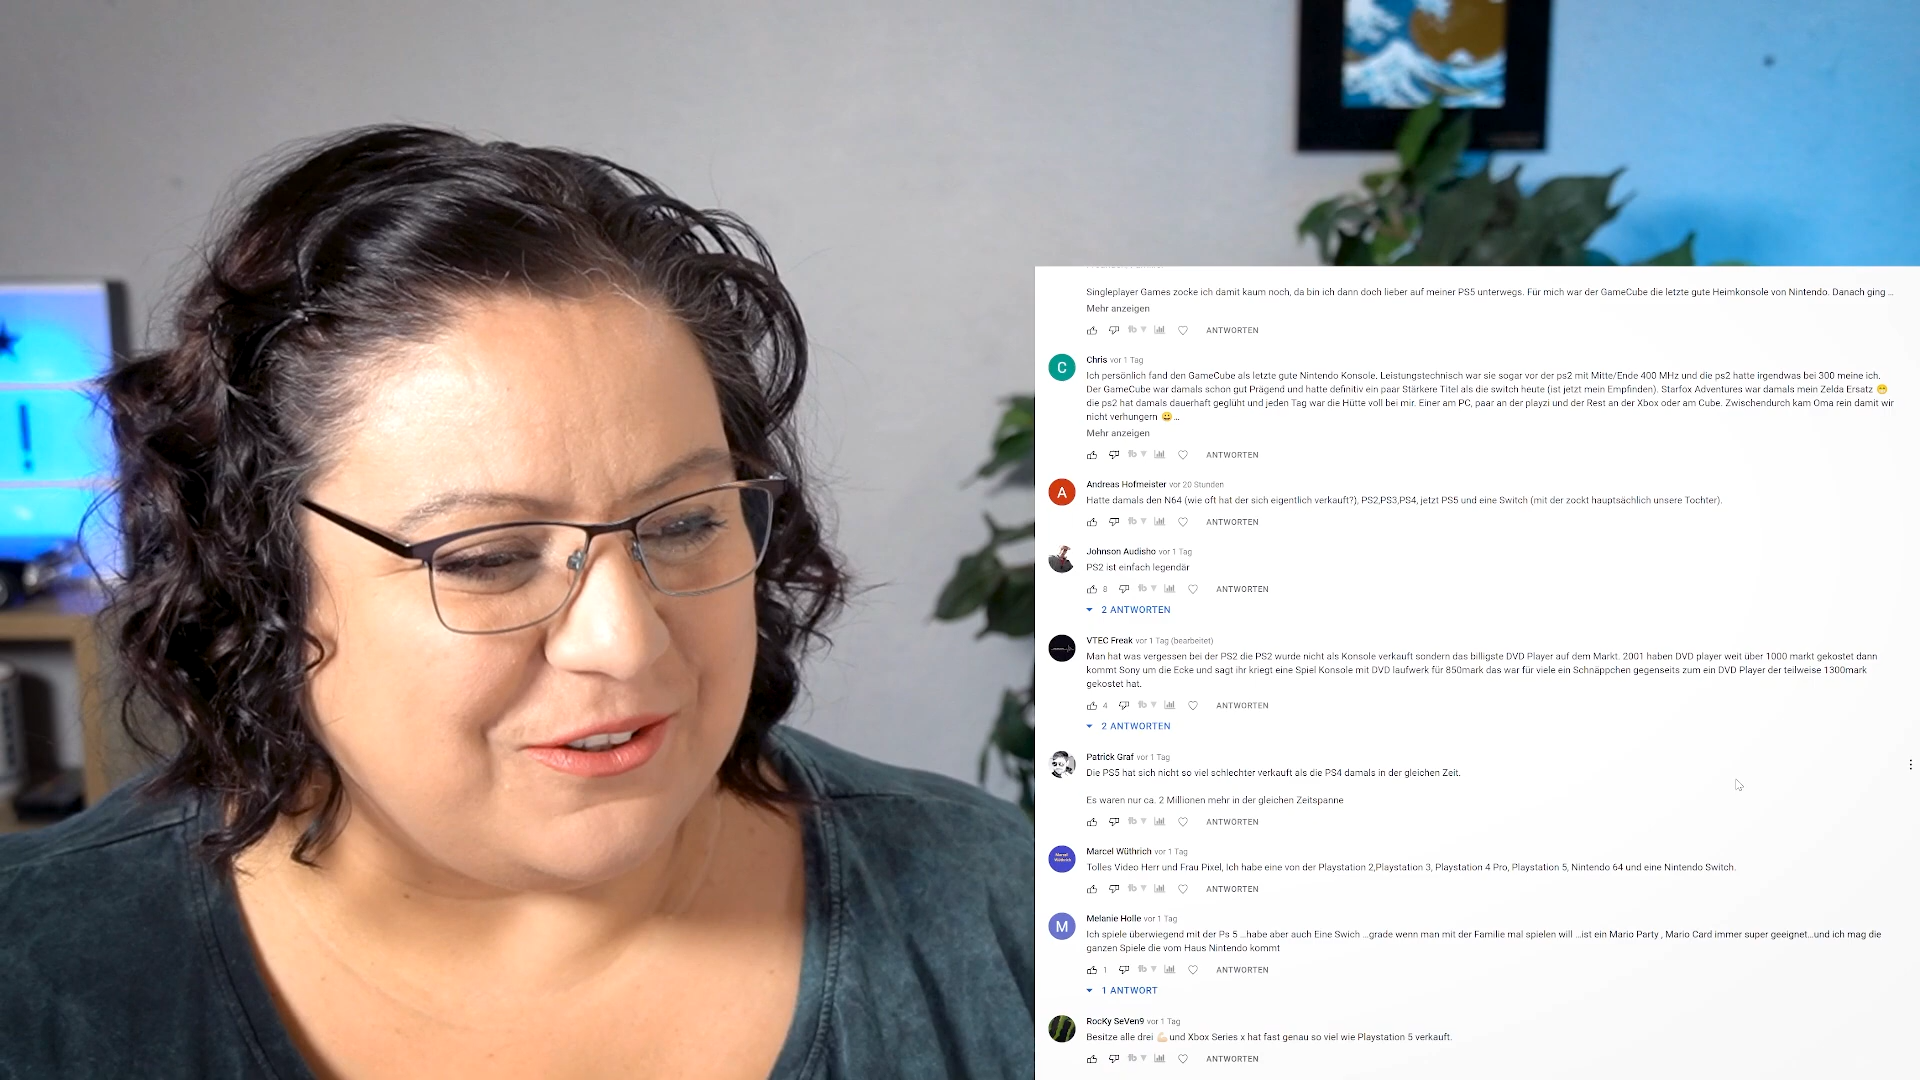 Singleplayer Games zocke ich damit kaum noch, da bin ich dann doch lieber auf meiner PS5 unterwegs. Für mich war der GameCube die letzte gute Heimkonsole von Nintendo. Danach ging ...
Mehr anzeigen
ANTWORTEN
C
Chris vor 1 Tag
Ich persönlich fand den GameCube als letzte gute Nintendo Konsole. Leistungstechnisch war sie sogar vor der ps2 mit Mitte/Ende 400 MHz und die ps2 hatte irgendwas bei 300 meine ich.
Der GameCube war damals schon gut Prägend und hatte definitiv ein paar Stärkere Titel als die switch heute (ist jetzt mein Empfinden). Starfox Adventures war damals mein Zelda Ersatz 😁
die ps2 hat damals dauerhaft geglüht und jeden Tag war die Hütte voll bei mir. Einer am PC, paar an der playzi und der Rest an der Xbox oder am Cube. Zwischendurch kam Oma rein damit wir
nicht verhungern 😀...
Mehr anzeigen
ANTWORTEN
A
Andreas Hofmeister vor 20 Stunden
Hatte damals den N64 (wie oft hat der sich eigentlich verkauft?), PS2,PS3,PS4, jetzt PS5 und eine Switch (mit der zockt hauptsächlich unsere Tochter).
ANTWORTEN
Johnson Audisho vor 1 Tag
PS2 ist einfach legendär
8 ANTWORTEN
2 ANTWORTEN
VTEC Freak vor 1 Tag (bearbeitet)
Man hat was vergessen bei der PS2 die PS2 wurde nicht als Konsole verkauft sondern das billigste DVD Player auf dem Markt. 2001 haben DVD player weit über 1000 markt gekostet dann
kommt Sony um die Ecke und sagt ihr kriegt eine Spiel Konsole mit DVD laufwerk für 850mark das war für viele ein Schnäppchen gegenseits zum ein DVD Player der teilweise 1300mark
gekostet hat.
4 ANTWORTEN
2 ANTWORTEN
Patrick Graf vor 1 Tag
Die PS5 hat sich nicht so viel schlechter verkauft als die PS4 damals in der gleichen Zeit.
Es waren nur ca. 2 Millionen mehr in der gleichen Zeitspanne
ANTWORTEN
Marcel Wüthrich vor 1 Tag
Tolles Video Herr und Frau Pixel, Ich habe eine von der Playstation 2,Playstation 3, Playstation 4 Pro, Playstation 5, Nintendo 64 und eine Nintendo Switch.
ANTWORTEN
M
Melanie Holle vor 1 Tag
Ich spiele überwiegend mit der Ps 5 ...habe aber auch Eine Swich ...grade wenn man mit der Familie mal spielen will ...ist ein Mario Party , Mario Card immer super geeignet...und ich mag die
ganzen Spiele die vom Haus Nintendo kommt
1 ANTWORTEN
1 ANTWORT
RocKy SeVen9 vor 1 Tag
Besitze alle drei 💪🏻 und Xbox Series x hat fast genau so viel wie Playstation 5 verkauft.
ANTWORTEN